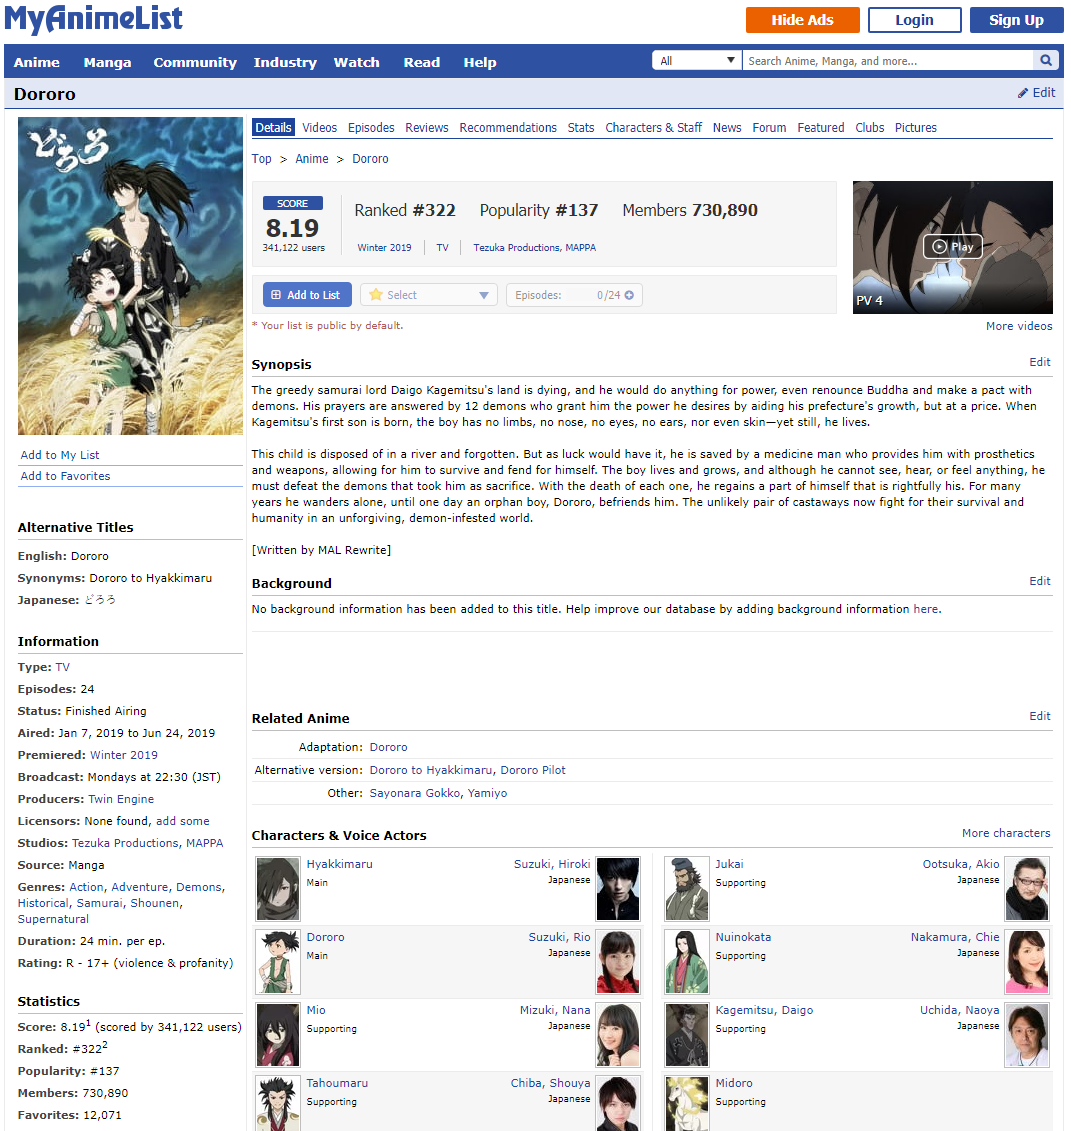 MyAnimeList
Hide Ads
Login
Sign Up
Anime Manga Community Industry Watch Read Help
All
Search Anime, Manga, and more...
Dororo
Edit
どろろ
Details Videos Episodes Reviews Recommendations Stats Characters & Staff News Forum Featured Clubs Pictures
Top > Anime > Dororo
SCORE
8.19
341,122 users
Ranked #322 Popularity #137 Members 730,890
Winter 2019 TV Tezuka Productions, MAPPA
Add to List
Select
Episodes: 0/24
* Your list is public by default.
Play
PV 4
More videos
Add to My List
Add to Favorites
Alternative Titles
English: Dororo
Synonyms: Dororo to Hyakkimaru
Japanese: どろろ
Information
Type: TV
Episodes: 24
Status: Finished Airing
Aired: Jan 7, 2019 to Jun 24, 2019
Premiered: Winter 2019
Broadcast: Mondays at 22:30 (JST)
Producers: Twin Engine
Licensors: None found, add some
Studios: Tezuka Productions, MAPPA
Source: Manga
Genres: Action, Adventure, Demons,
Historical, Samurai, Shounen,
Supernatural
Duration: 24 min. per ep.
Rating: R - 17+ (violence & profanity)
Statistics
Score: 8.19¹ (scored by 341,122 users)
Ranked: #322²
Popularity: #137
Members: 730,890
Favorites: 12,071
Synopsis
Edit
The greedy samurai lord Daigo Kagemitsu's land is dying, and he would do anything for power, even renounce Buddha and make a pact with
demons. His prayers are answered by 12 demons who grant him the power he desires by aiding his prefecture's growth, but at a price. When
Kagemitsu's first son is born, the boy has no limbs, no nose, no eyes, no ears, nor even skin—yet still, he lives.
This child is disposed of in a river and forgotten. But as luck would have it, he is saved by a medicine man who provides him with prosthetics
and weapons, allowing for him to survive and fend for himself. The boy lives and grows, and although he cannot see, hear, or feel anything, he
must defeat the demons that took him as sacrifice. With the death of each one, he regains a part of himself that is rightfully his. For many
years he wanders alone, until one day an orphan boy, Dororo, befriends him. The unlikely pair of castaways now fight for their survival and
humanity in an unforgiving, demon-infested world.
[Written by MAL Rewrite]
Background
Edit
No background information has been added to this title. Help improve our database by adding background information here.
Related Anime
Edit
Adaptation: Dororo
Alternative version: Dororo to Hyakkimaru, Dororo Pilot
Other: Sayonara Gokko, Yamiyo
Characters & Voice Actors
More characters
Hyakkimaru Suzuki, Hiroki
Main Japanese
Jukai Ootsuka, Akio
Supporting Japanese
Dororo Suzuki, Rio
Main Japanese
Nuinokata Nakamura, Chie
Supporting Japanese
Mio Mizuki, Nana
Supporting Japanese
Kagemitsu, Daigo Uchida, Naoya
Supporting Japanese
Tahoumaru Chiba, Shouya
Supporting Japanese
Midoro
Supporting